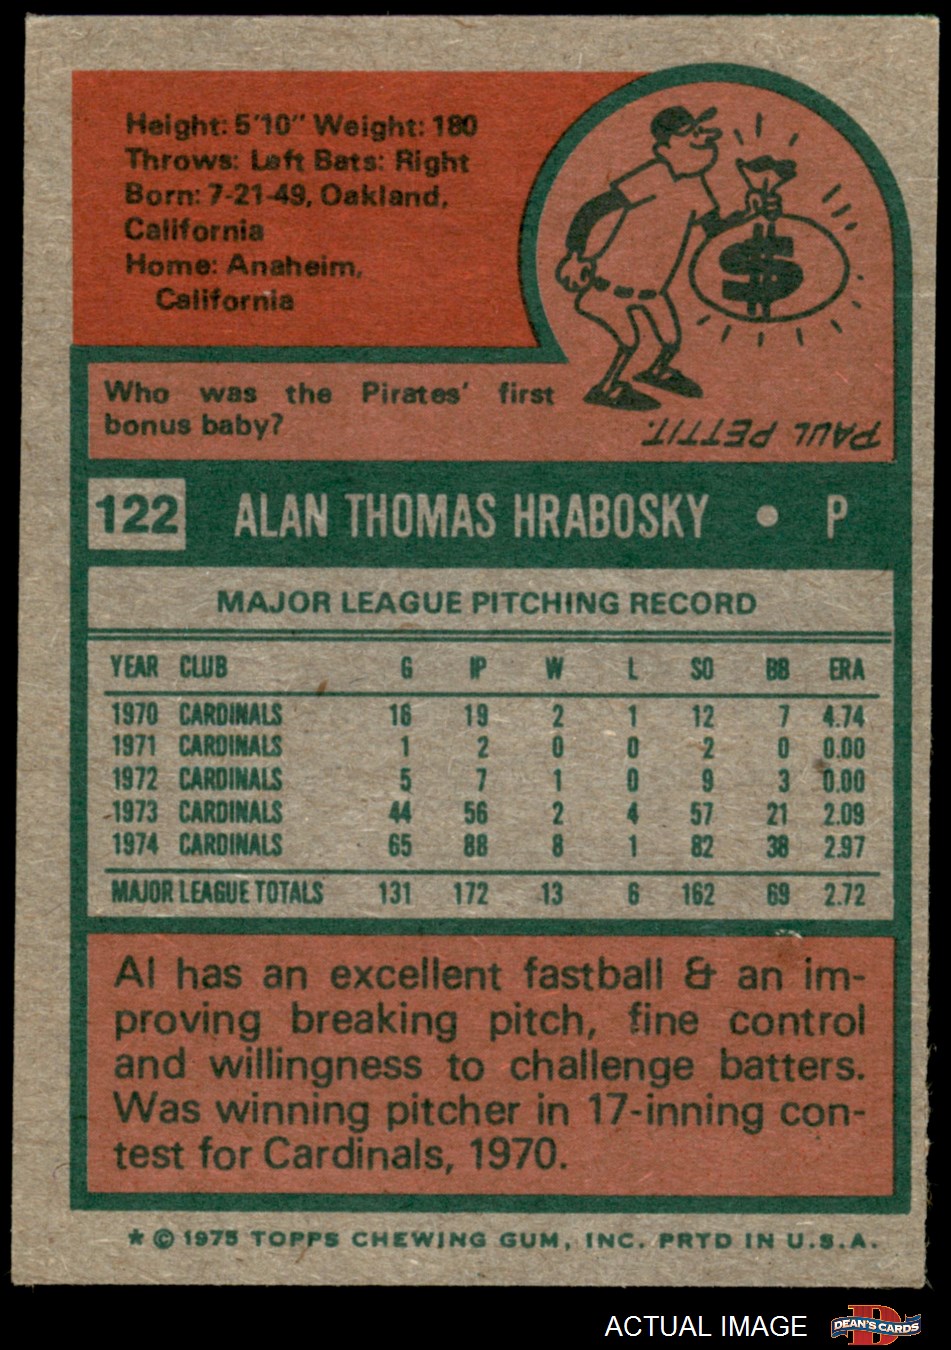 Height: 5'10" Weight: 180
Throws: Left Bats: Right
Born: 7-21-49, Oakland,
California
Home: Anaheim,
California
$
Who was the Pirates' first
bonus baby?
PAUL PETTIT.
122 ALAN THOMAS HRABOSKY • P
MAJOR LEAGUE PITCHING RECORD
YEAR CLUB G IP W L SO BB ERA
1970 CARDINALS 16 19 2 1 12 7 4.74
1971 CARDINALS 1 2 0 0 2 0 0.00
1972 CARDINALS 5 7 1 0 9 3 0.00
1973 CARDINALS 44 56 2 4 57 21 2.09
1974 CARDINALS 65 88 8 1 82 38 2.97
MAJOR LEAGUE TOTALS 131 172 13 6 162 69 2.72
Al has an excellent fastball & an im-
proving breaking pitch, fine control
and willingness to challenge batters.
Was winning pitcher in 17-inning con-
test for Cardinals, 1970.
* © 1975 TOPPS CHEWING GUM, INC. PRTD IN U.S.A.
ACTUAL IMAGE D DEAN'S CARDS